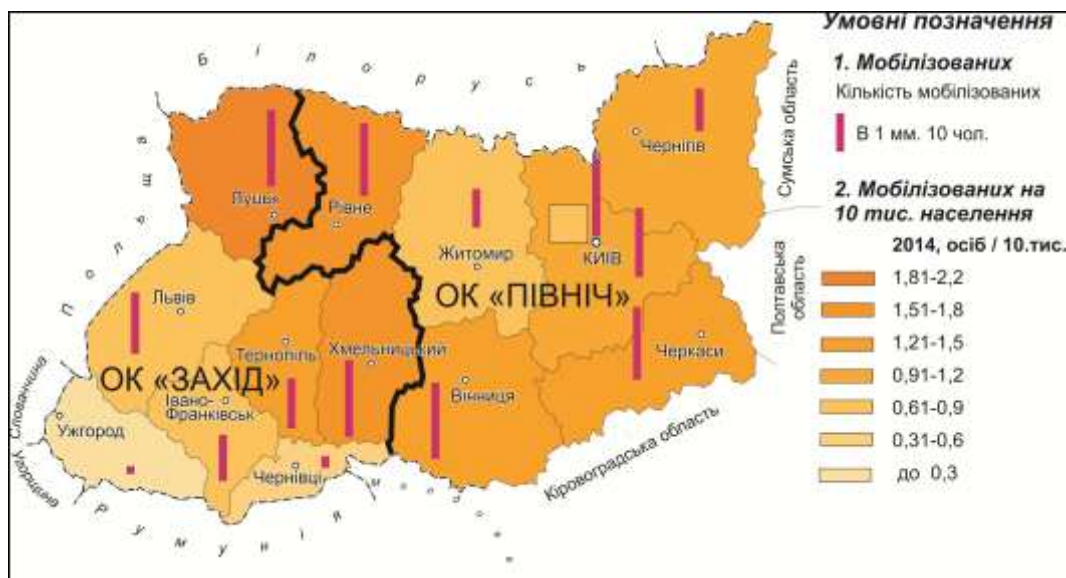 Умовні позначення
1. Мобілізованих
Кількість мобілізованих
В 1 мм. 10 чол.
2. Мобілізованих на
10 тис. населення
2014, осіб / 10.тис.
1,81-2,2
1,51-1,8
1,21-1,5
0,91-1,2
0,61-0,9
0,31-0,6
до 0,3
Білорусь
Польща
Словаччина
Угорщина
Румунія
Молдова
Сумська область
Полтавська
область
Кіровоградська область
Чернігів
Луцьк
Рівне
Житомир
КИЇВ
ОК «ПІВНІЧ»
Львів
Тернопіль
Хмельницький
Черкаси
Вінниця
ОК «ЗАХІД»
Івано-
Франківськ
Ужгород
Чернівці